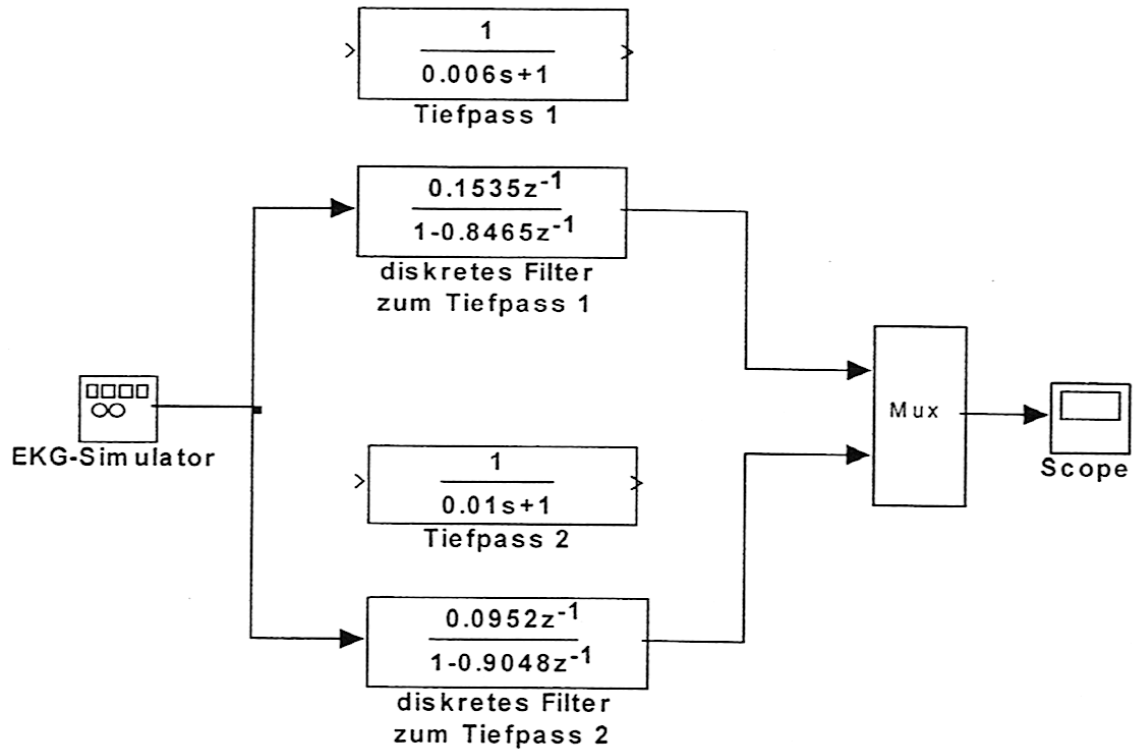 1
0.006s+1
Tiefpass 1
0.1535z⁻¹
1-0.8465z⁻¹
diskretes Filter
zum Tiefpass 1
EKG-Simulator
1
0.01s+1
Tiefpass 2
Mux
Scope
0.0952z⁻¹
1-0.9048z⁻¹
diskretes Filter
zum Tiefpass 2